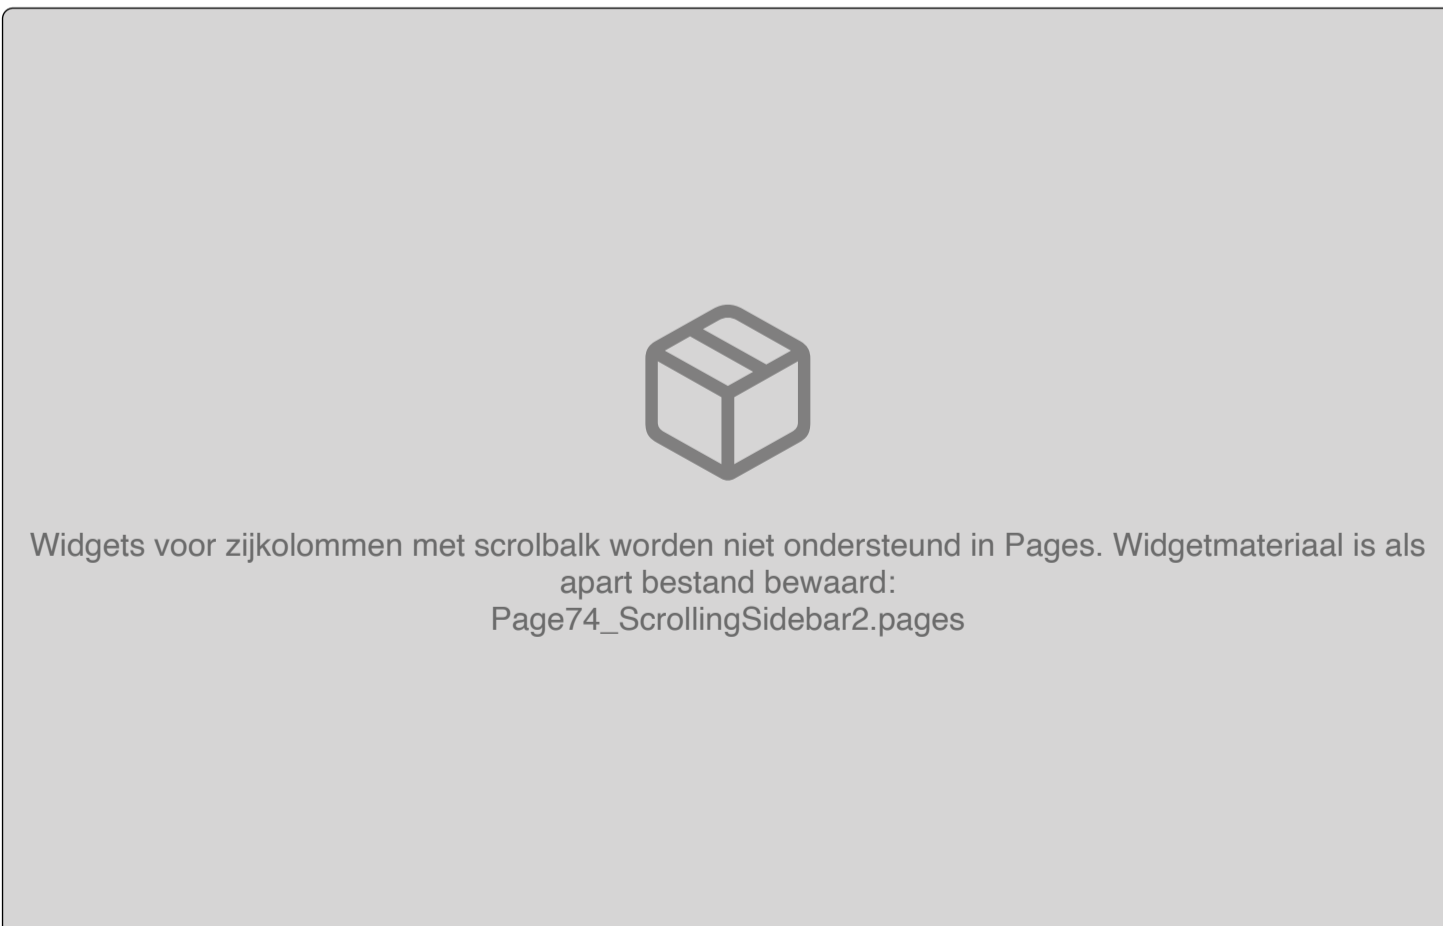 Widgets voor zijkolommen met scrolbalk worden niet ondersteund in Pages. Widgetmateriaal is als
apart bestand bewaard:
Page74_ScrollingSidebar2.pages